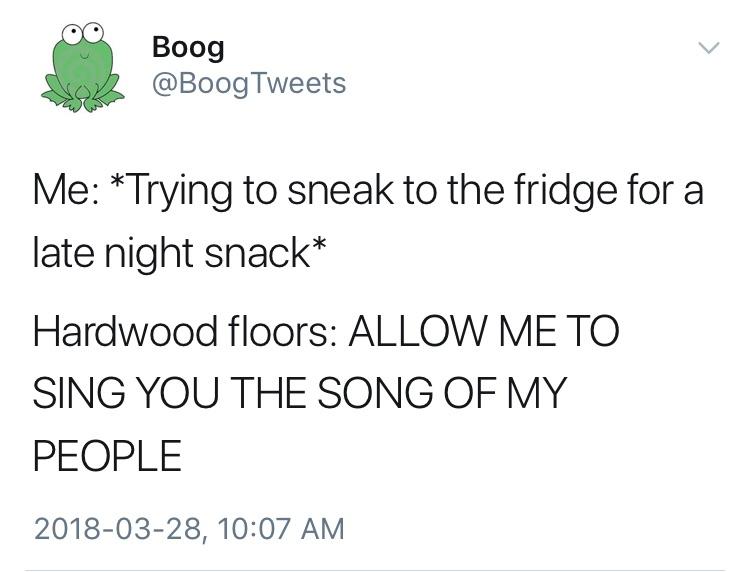 Boog
@BoogTweets
Me: *Trying to sneak to the fridge for a
late night snack*
Hardwood floors: ALLOW ME TO
SING YOU THE SONG OF MY
PEOPLE
2018-03-28, 10:07 AM